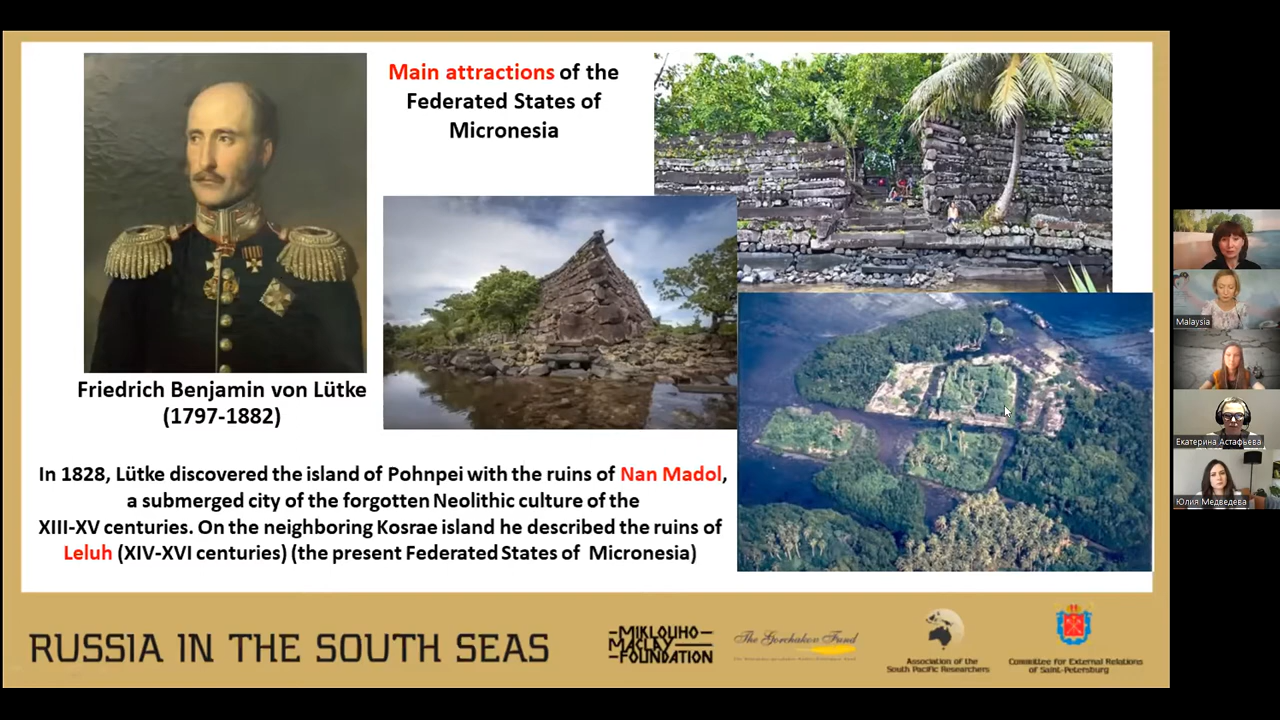 Main attractions of the
Federated States of
Micronesia
Friedrich Benjamin von Lütke
(1797-1882)
In 1828, Lütke discovered the island of Pohnpei with the ruins of Nan Madol,
a submerged city of the forgotten Neolithic culture of the
XIII-XV centuries. On the neighboring Kosrae island he described the ruins of
Leluh (XIV-XVI centuries) (the present Federated States of Micronesia)
RUSSIA IN THE SOUTH SEAS
MIKLOUHO
MACLAY
FOUNDATION
The Gorchakov Fund
Association of the
South Pacific Researchers
Committee for External Relations
of Saint-Petersburg
Malaysia
Екатерина Астафьева
Юлия Медведева